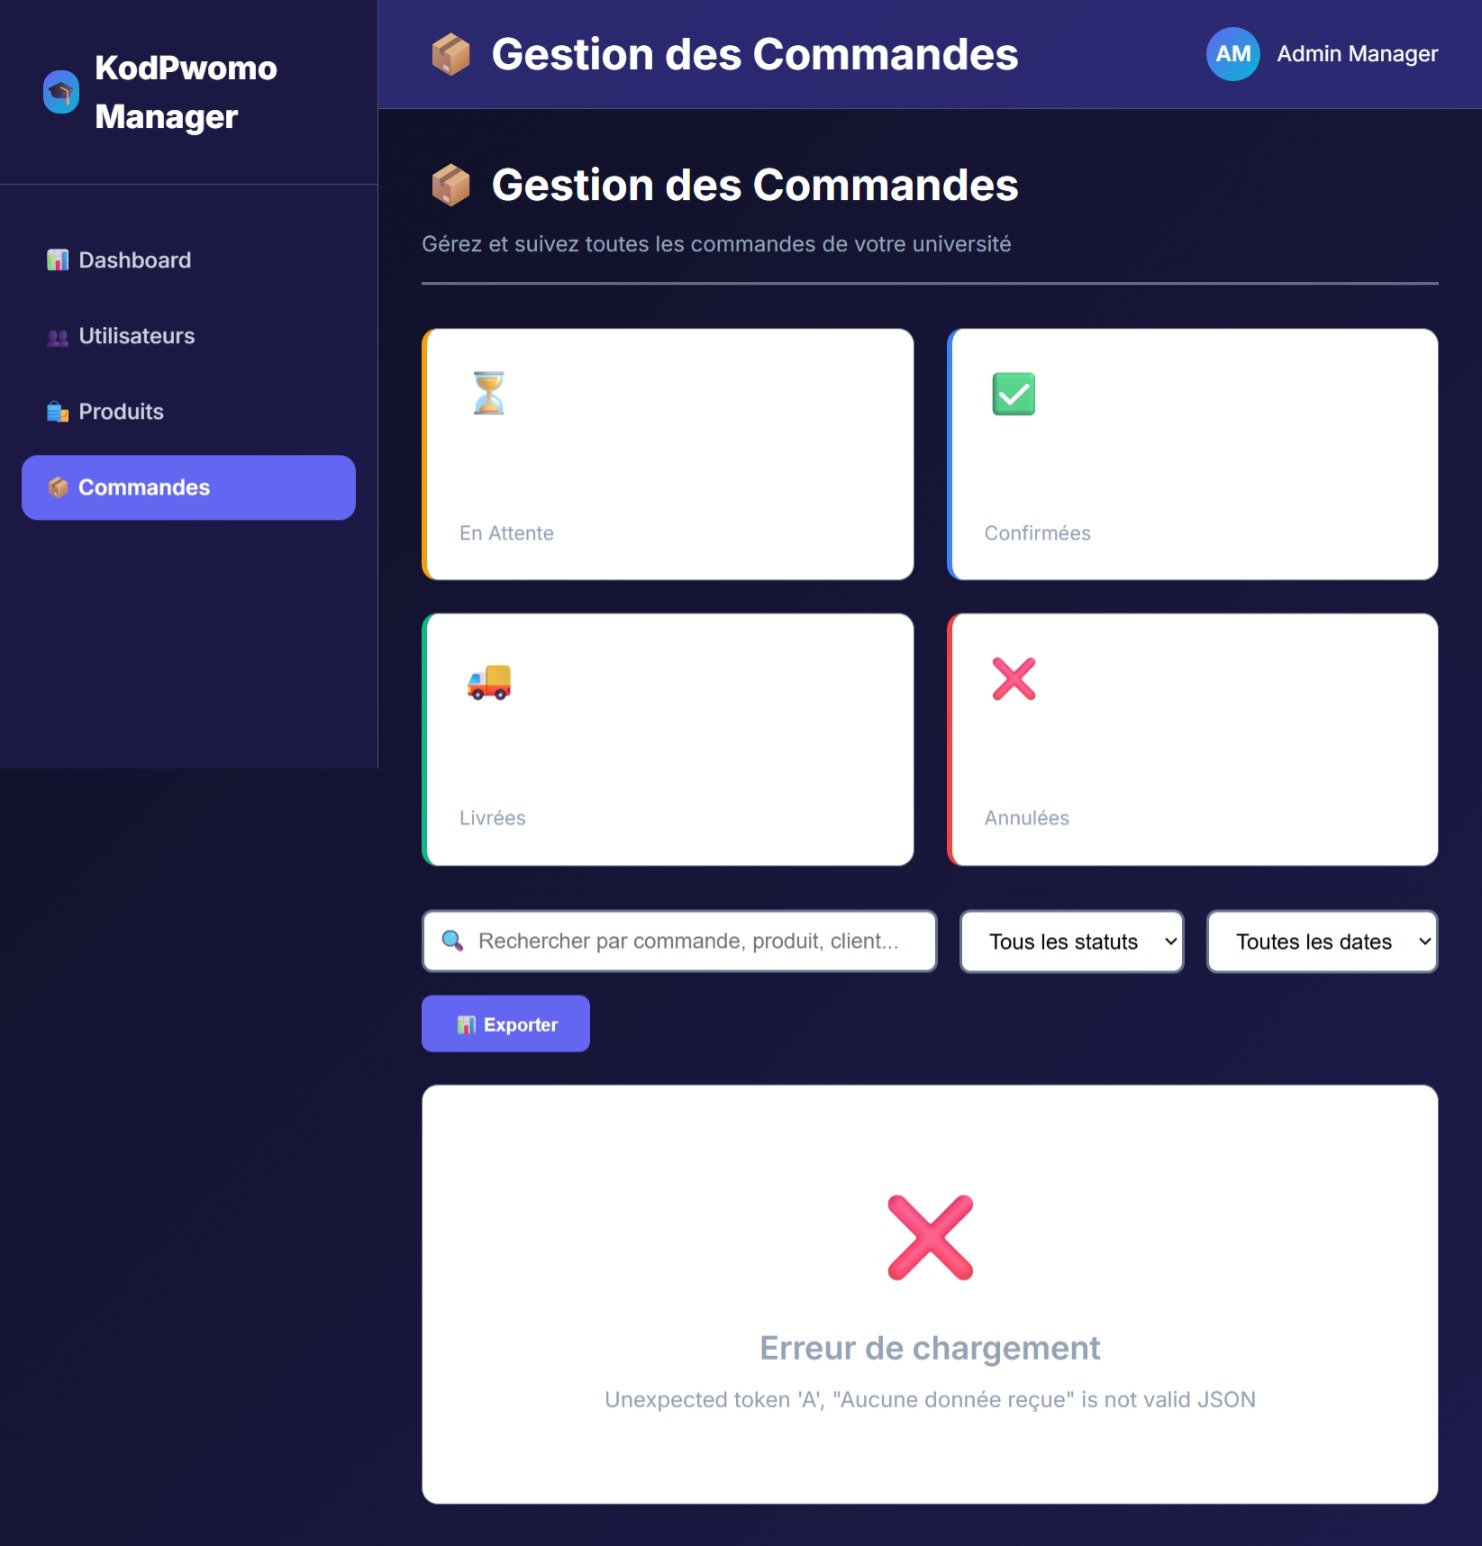 KodPwomo
Manager
Dashboard
Utilisateurs
Produits
Commandes
Gestion des Commandes
AM
Admin Manager
Gestion des Commandes
Gérez et suivez toutes les commandes de votre université
En Attente
Confirmées
Livrées
Annulées
Rechercher par commande, produit, client...
Tous les statuts
Toutes les dates
Exporter
Erreur de chargement
Unexpected token 'A', "Aucune donnée reçue" is not valid JSON